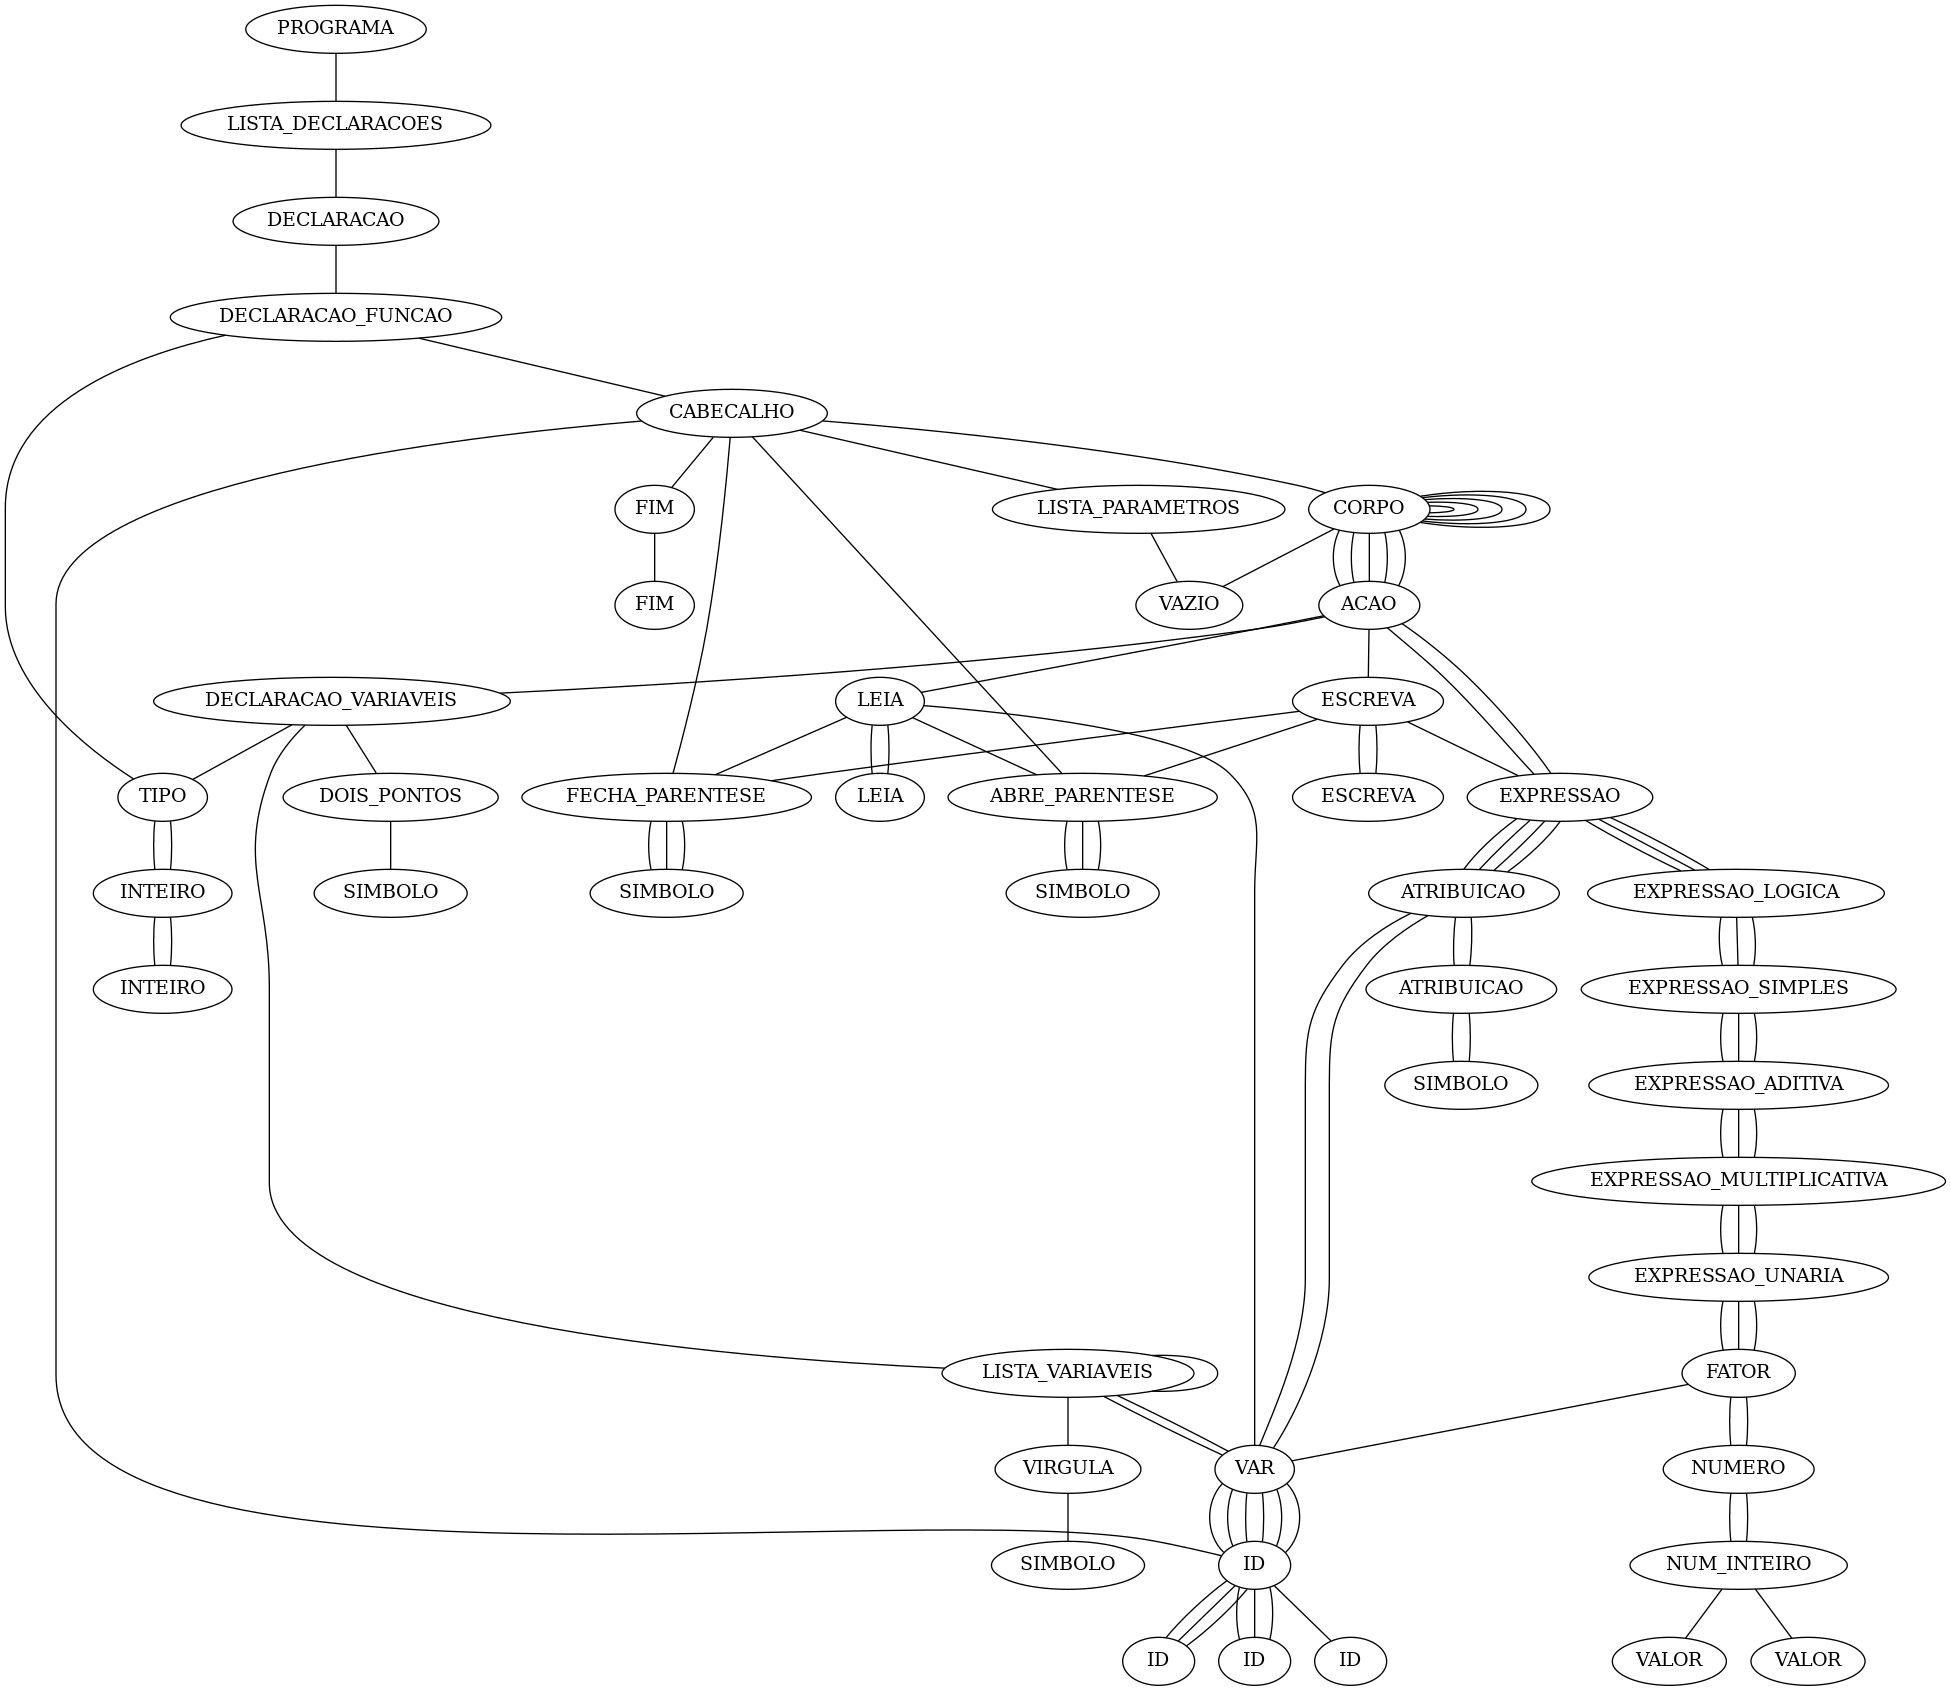 PROGRAMA
LISTA_DECLARACOES
DECLARACAO
DECLARACAO_FUNCAO
CABECALHO
FIM
LISTA_PARAMETROS
CORPO
FIM
VAZIO
ACAO
DECLARACAO_VARIAVEIS
LEIA
ESCREVA
TIPO
DOIS_PONTOS
FECHA_PARENTESE
LEIA
ABRE_PARENTESE
ESCREVA
EXPRESSAO
INTEIRO
SIMBOLO
SIMBOLO
SIMBOLO
ATRIBUICAO
EXPRESSAO_LOGICA
INTEIRO
ATRIBUICAO
EXPRESSAO_SIMPLES
SIMBOLO
EXPRESSAO_ADITIVA
EXPRESSAO_MULTIPLICATIVA
EXPRESSAO_UNARIA
LISTA_VARIAVEIS
FATOR
VIRGULA
VAR
NUMERO
SIMBOLO
ID
NUM_INTEIRO
ID
ID
ID
VALOR
VALOR